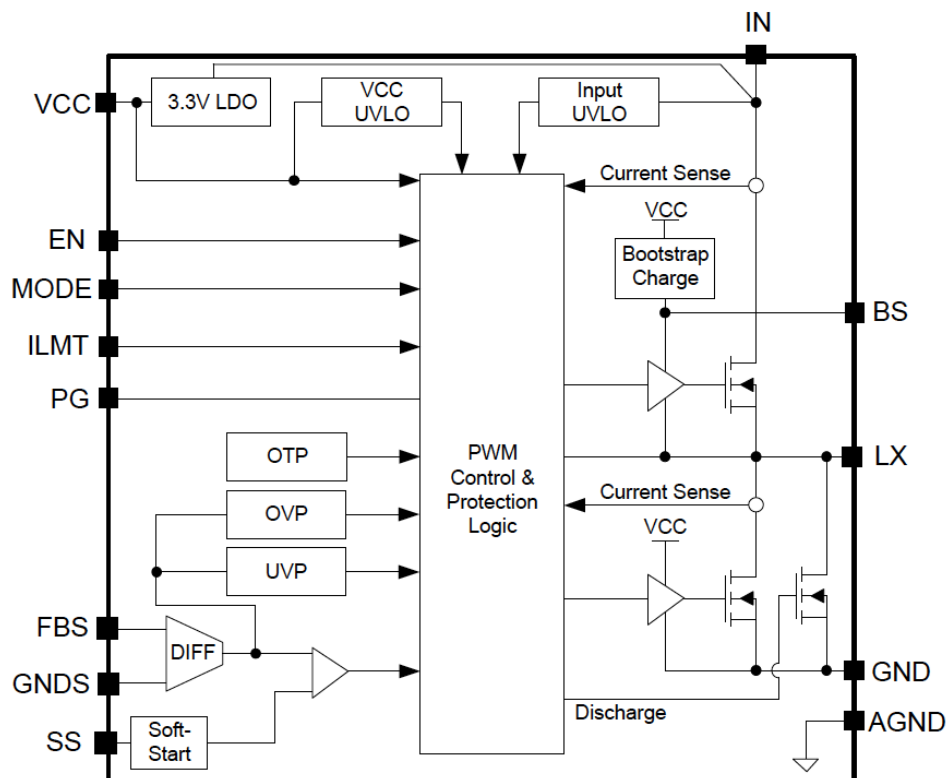 IN
VCC
3.3V LDO
VCC
UVLO
Input
UVLO
Current Sense
VCC
EN
Bootstrap
Charge
MODE
BS
ILMT
PG
OTP
PWM
Control &
Protection
Logic
LX
Current Sense
OVP
VCC
UVP
FBS
DIFF
GNDS
GND
Discharge
AGND
SS
Soft-
Start